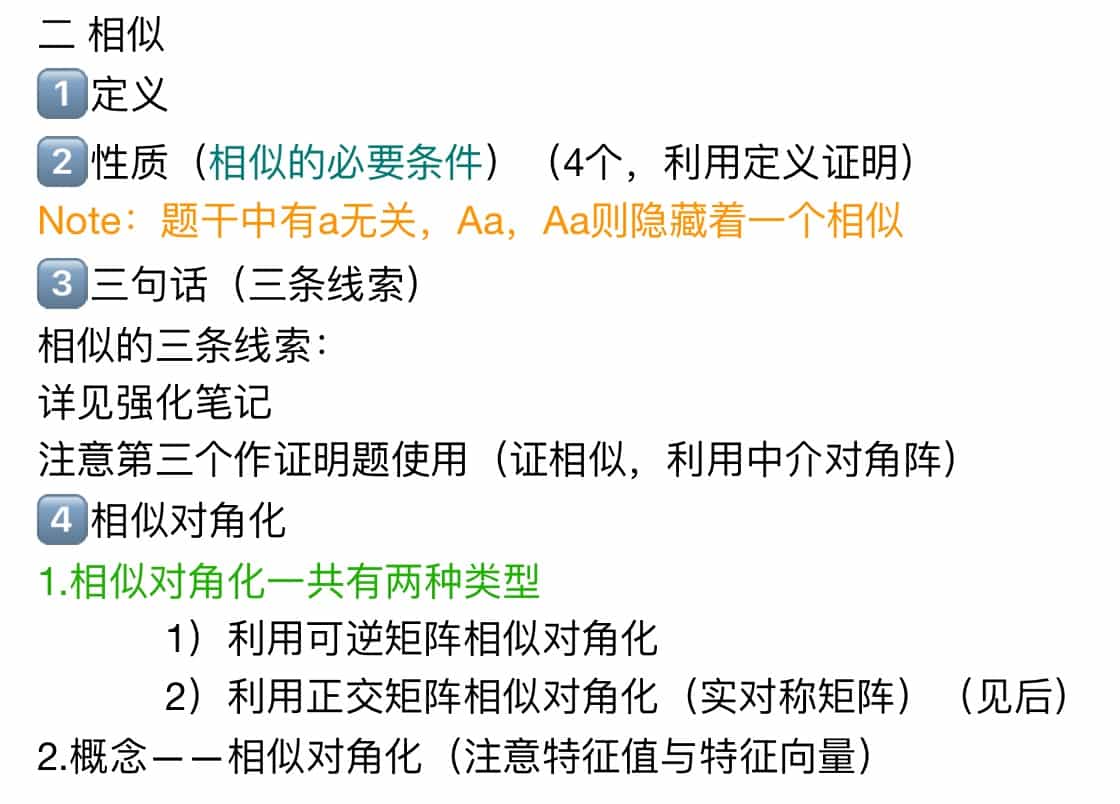 二 相似
1️⃣定义
2️⃣性质（相似的必要条件）（4个，利用定义证明）
Note：题干中有a无关，Aa，Aa则隐藏着一个相似
3️⃣三句话（三条线索）
相似的三条线索：
详见强化笔记
注意第三个作证明题使用（证相似，利用中介对角阵）
4️⃣相似对角化
1.相似对角化一共有两种类型
1）利用可逆矩阵相似对角化
2）利用正交矩阵相似对角化（实对称矩阵）（见后）
2.概念——相似对角化（注意特征值与特征向量）